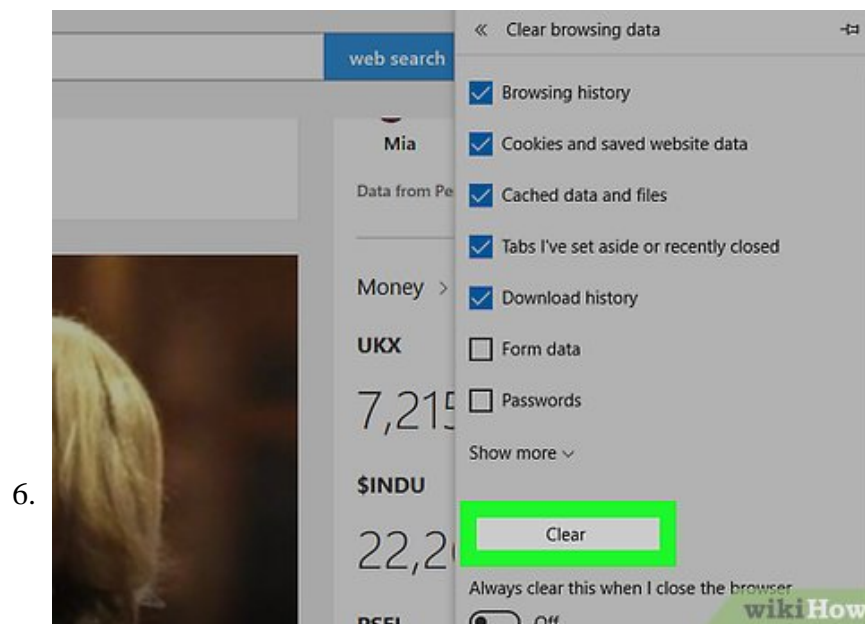 Clear browsing data
web search
Browsing history
Mia
Cookies and saved website data
Data from Pe
Cached data and files
Tabs I've set aside or recently closed
Money >
Download history
UKX
Form data
7,215
Passwords
Show more
$INDU
6.
Clear
22,2
Always clear this when I close the browser
Off
wikiHow